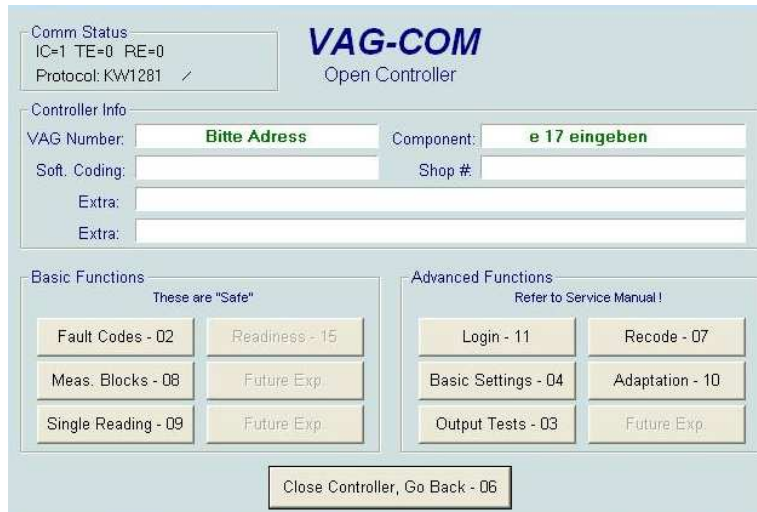 Comm Status
IC=1 TE=0 RE=0
Protocol: KW1281 /
VAG-COM
Open Controller
Controller Info
VAG Number: Bitte Adress Component: e 17 eingeben
Soft. Coding: Shop #:
Extra:
Extra:
Basic Functions
These are "Safe"
Fault Codes - 02 Readiness - 15
Meas. Blocks - 08 Future Exp.
Single Reading - 09 Future Exp.
Advanced Functions
Refer to Service Manual !
Login - 11 Recode - 07
Basic Settings - 04 Adaptation - 10
Output Tests - 03 Future Exp.
Close Controller, Go Back - 06